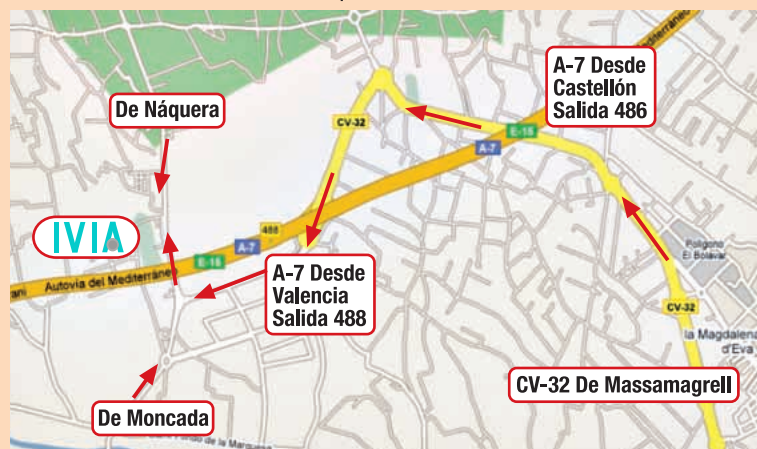 A-7 Desde
Castellón
Salida 486
De Náquera
CV-32
E-15
A-7
IVIA
488
A-7
E-15
Autovia del Mediterráneo
A-7 Desde
Valencia
Salida 488
Poligono
El Bolavar
CV-32
la Magdalena
d'Eva
CV-32 De Massamagrell
De Moncada